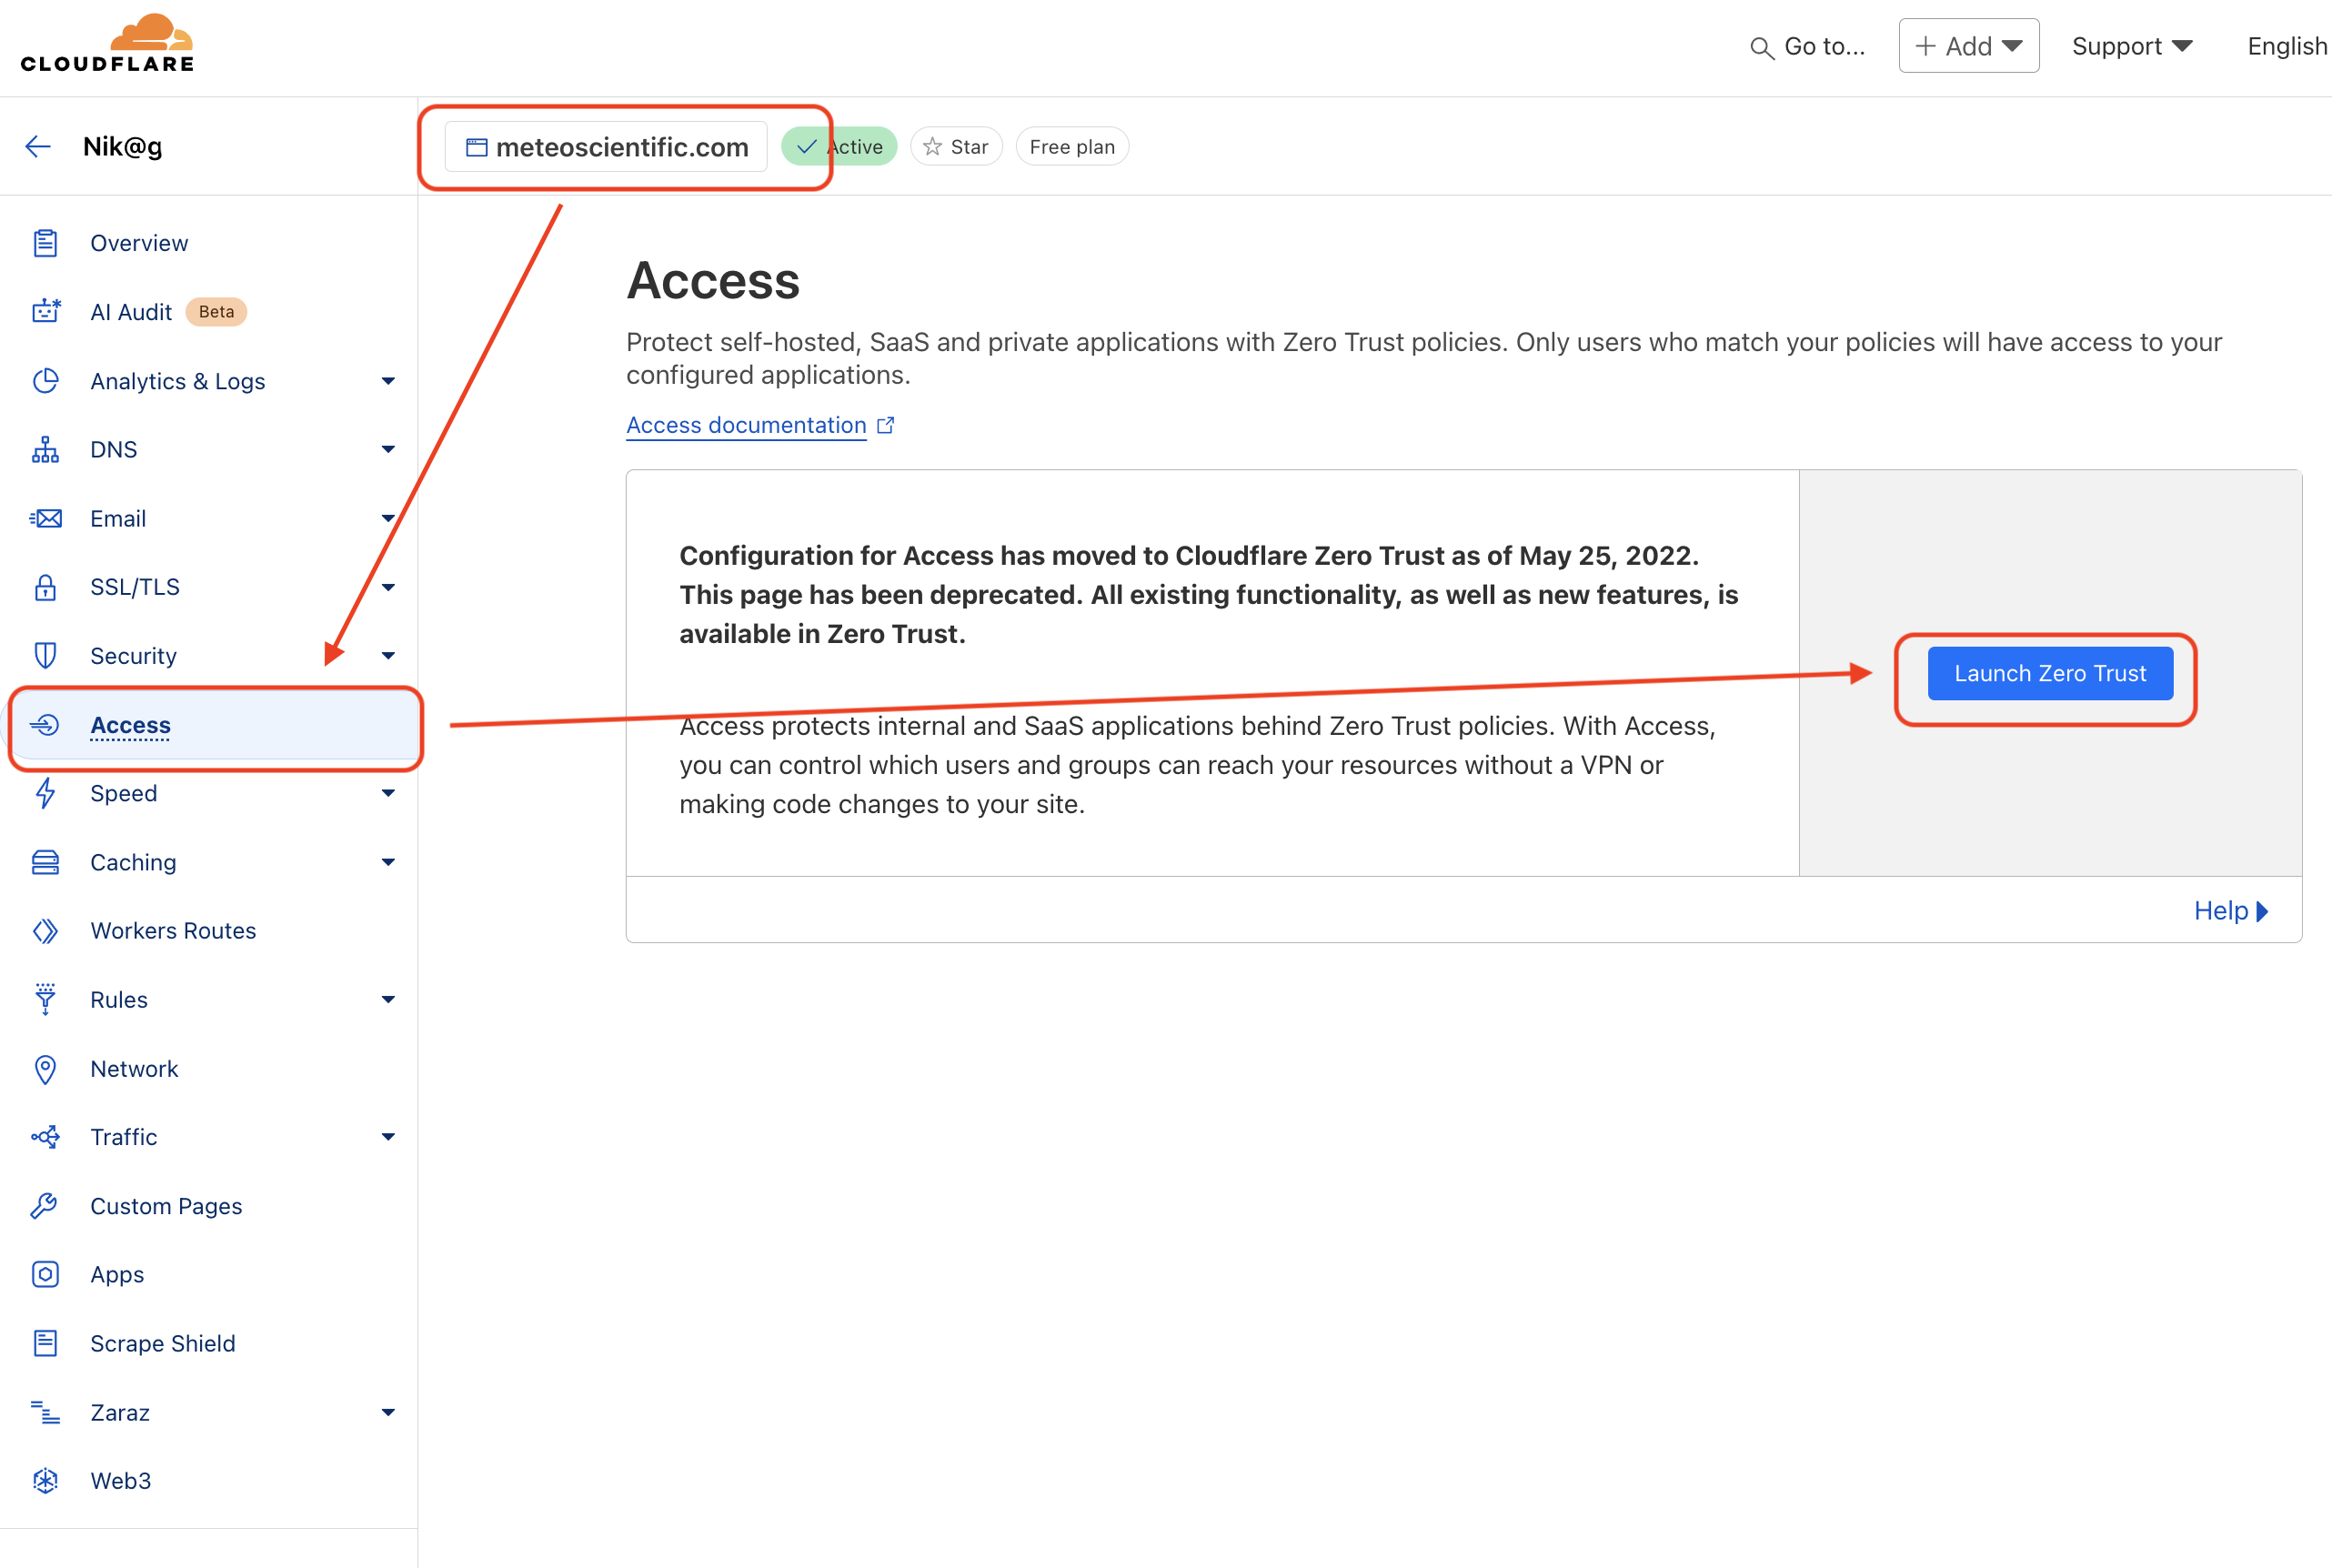 CLOUDFLARE
Go to...
Add
Support
English
Nik@g
meteoscientific.com
Active
Star
Free plan
Overview
AI Audit Beta
Analytics & Logs
DNS
Email
SSL/TLS
Security
Access
Speed
Caching
Workers Routes
Rules
Network
Traffic
Custom Pages
Apps
Scrape Shield
Zaraz
Web3
Access
Protect self-hosted, SaaS and private applications with Zero Trust policies. Only users who match your policies will have access to your
configured applications.
Access documentation
Configuration for Access has moved to Cloudflare Zero Trust as of May 25, 2022.
This page has been deprecated. All existing functionality, as well as new features, is
available in Zero Trust.
Access protects internal and SaaS applications behind Zero Trust policies. With Access,
you can control which users and groups can reach your resources without a VPN or
making code changes to your site.
Launch Zero Trust
Help